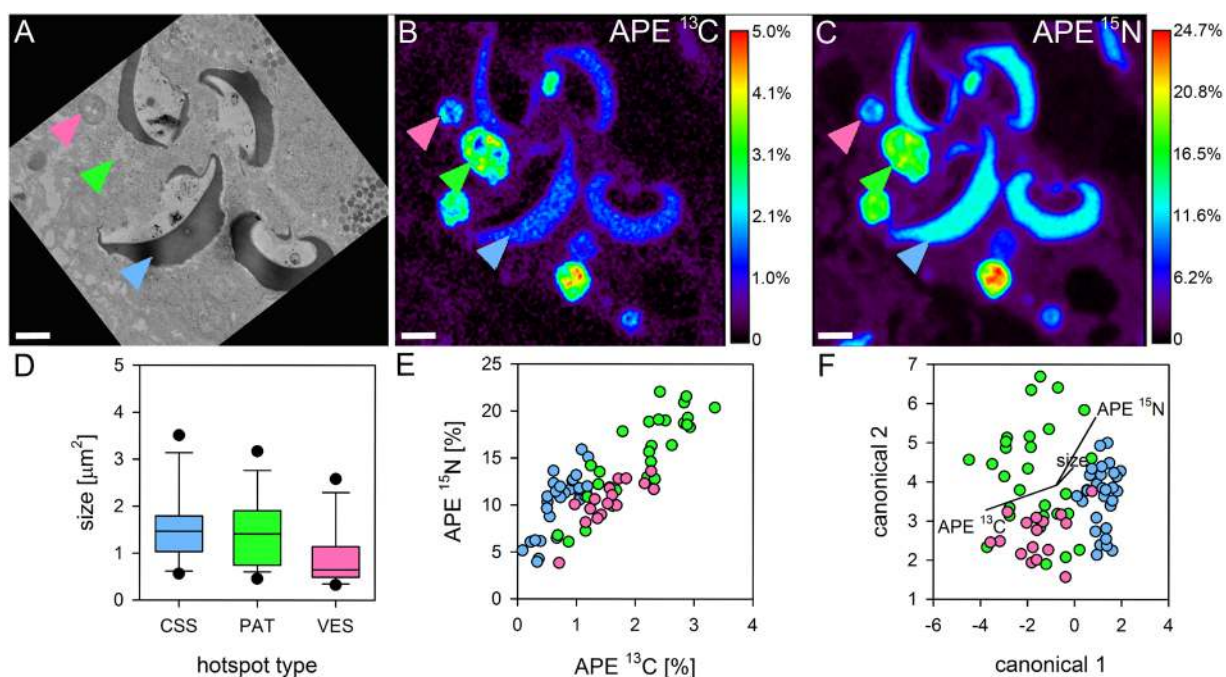 A
B
APE ¹³C
5.0%
4.1%
3.1%
2.1%
1.0%
0
C
APE ¹⁵N
24.7%
20.8%
16.5%
11.6%
6.2%
0
D
size [µm²]
5
4
3
2
1
0
CSS PAT VES
hotspot type
E
APE ¹⁵N [%]
25
20
15
10
5
0
0 1 2 3 4
APE ¹³C [%]
F
canonical 2
7
6
5
4
3
2
1
APE ¹⁵N
size
APE ¹³C
-6 -4 -2 0 2 4
canonical 1